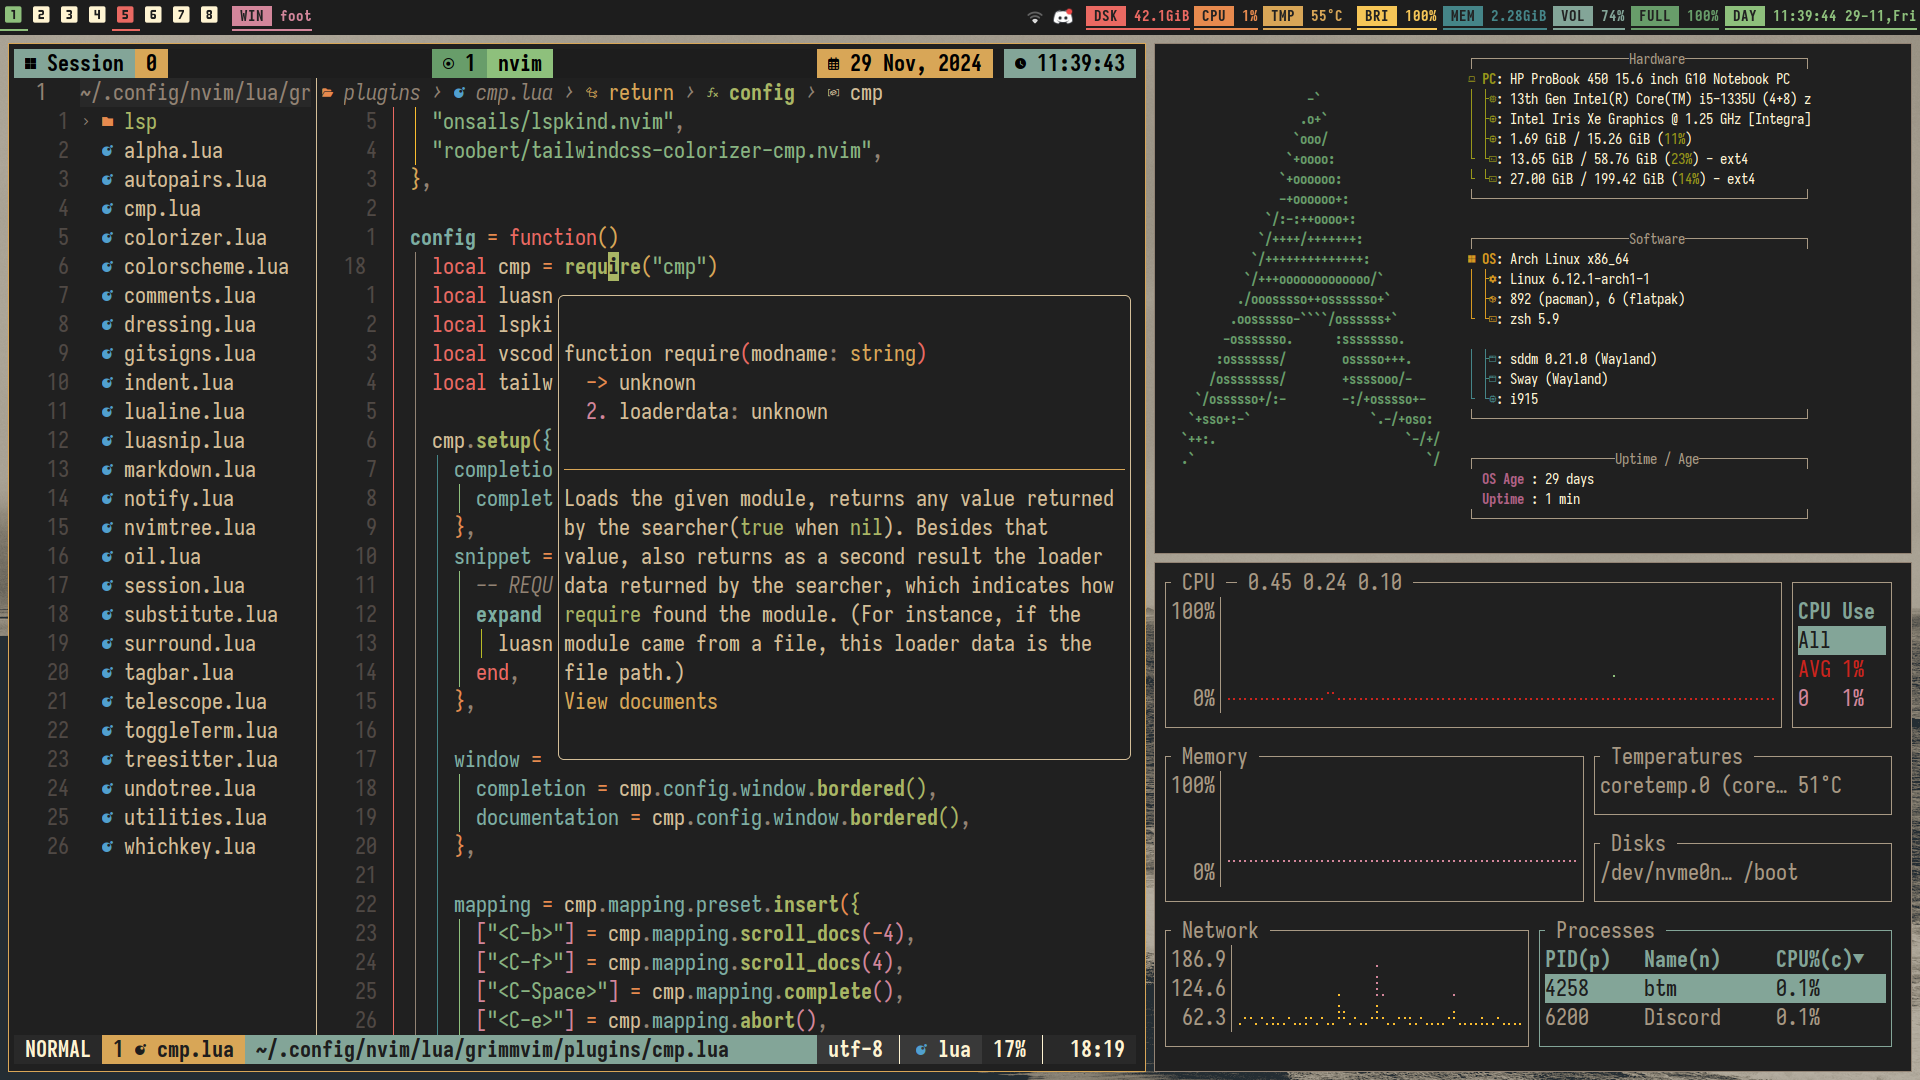 1 2 3 4 5 6 7 8 WIN foot DSK 42.1GiB CPU 1% TMP 55°C BRI 100% MEM 2.28GiB VOL 74% FULL 100% DAY 11:39:44 29-11,Fri
Session 0 1 nvim 29 Nov, 2024 11:39:43
1 ~/.config/nvim/lua/gr
1 › lsp
2 alpha.lua
3 autopairs.lua
4 cmp.lua
5 colorizer.lua
6 colorscheme.lua
7 comments.lua
8 dressing.lua
9 gitsigns.lua
10 indent.lua
11 lualine.lua
12 luasnip.lua
13 markdown.lua
14 notify.lua
15 nvimtree.lua
16 oil.lua
17 session.lua
18 substitute.lua
19 surround.lua
20 tagbar.lua
21 telescope.lua
22 toggleTerm.lua
23 treesitter.lua
24 undotree.lua
25 utilities.lua
26 whichkey.lua
plugins › cmp.lua › return › config › cmp
5 "onsails/lspkind.nvim",
4 "roobert/tailwindcss-colorizer-cmp.nvim",
3 },
2
1 config = function()
18 local cmp = require("cmp")
1 local luasn
2 local lspki
3 local vscod
4 local tailw
5
6 cmp.setup({
7 completio
8 complet
9 },
10 snippet =
11 -- REQU
12 expand
13 luasn
14 end,
15 },
16
17 window =
18 completion = cmp.config.window.bordered(),
19 documentation = cmp.config.window.bordered(),
20 },
21
22 mapping = cmp.mapping.preset.insert({
23 ["<C-b>"] = cmp.mapping.scroll_docs(-4),
24 ["<C-f>"] = cmp.mapping.scroll_docs(4),
25 ["<C-Space>"] = cmp.mapping.complete(),
26 ["<C-e>"] = cmp.mapping.abort(),
function require(modname: string)
-> unknown
2. loaderdata: unknown
Loads the given module, returns any value returned
by the searcher(true when nil). Besides that
value, also returns as a second result the loader
data returned by the searcher, which indicates how
require found the module. (For instance, if the
module came from a file, this loader data is the
file path.)
View documents
NORMAL 1 cmp.lua ~/.config/nvim/lua/grimmvim/plugins/cmp.lua utf-8 lua 17% 18:19
-`
.o+`
`ooo/
`+oooo:
`+oooooo:
-+oooooo+:
`/:-:++oooo+:
`/++++/+++++++:
`/++++++++++++++:
`/+++ooooooooooooo/`
./ooosssso++osssssso+`
.oossssso-````/ossssss+`
-osssssso. :ssssssso.
:osssssss/ osssso+++.
/ossssssss/ +ssssooo/-
`/ossssso+/:- -:/+osssso+-
`+sso+:-` `.-/+oso:
`++:. `-/+/
.` `/
Hardware
PC: HP ProBook 450 15.6 inch G10 Notebook PC
: 13th Gen Intel(R) Core(TM) i5-1335U (4+8) z
: Intel Iris Xe Graphics @ 1.25 GHz [Integra]
: 1.69 GiB / 15.26 GiB (11%)
: 13.65 GiB / 58.76 GiB (23%) - ext4
: 27.00 GiB / 199.42 GiB (14%) - ext4
Software
OS: Arch Linux x86_64
: Linux 6.12.1-arch1-1
: 892 (pacman), 6 (flatpak)
: zsh 5.9
: sddm 0.21.0 (Wayland)
: Sway (Wayland)
: i915
Uptime / Age
OS Age : 29 days
Uptime : 1 min
CPU — 0.45 0.24 0.10
100%
0%
CPU Use
All
AVG 1%
0 1%
Memory
100%
0%
Temperatures
coretemp.0 (core… 51°C
Disks
/dev/nvme0n… /boot
Network
186.9
124.6
62.3
Processes
PID(p) Name(n) CPU%(c)▼
4258 btm 0.1%
6200 Discord 0.1%